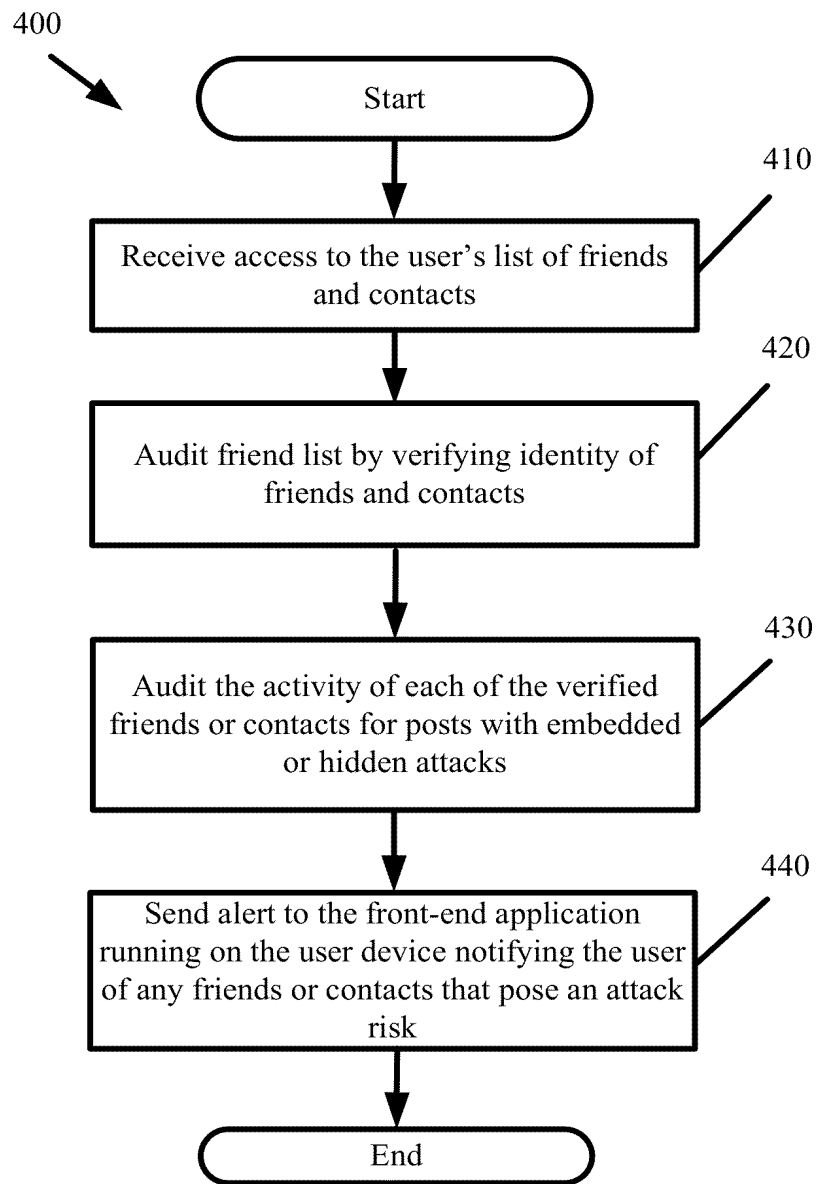 400
Start
410
Receive access to the user's list of friends
and contacts
420
Audit friend list by verifying identity of
friends and contacts
430
Audit the activity of each of the verified
friends or contacts for posts with embedded
or hidden attacks
440
Send alert to the front-end application
running on the user device notifying the user
of any friends or contacts that pose an attack
risk
End